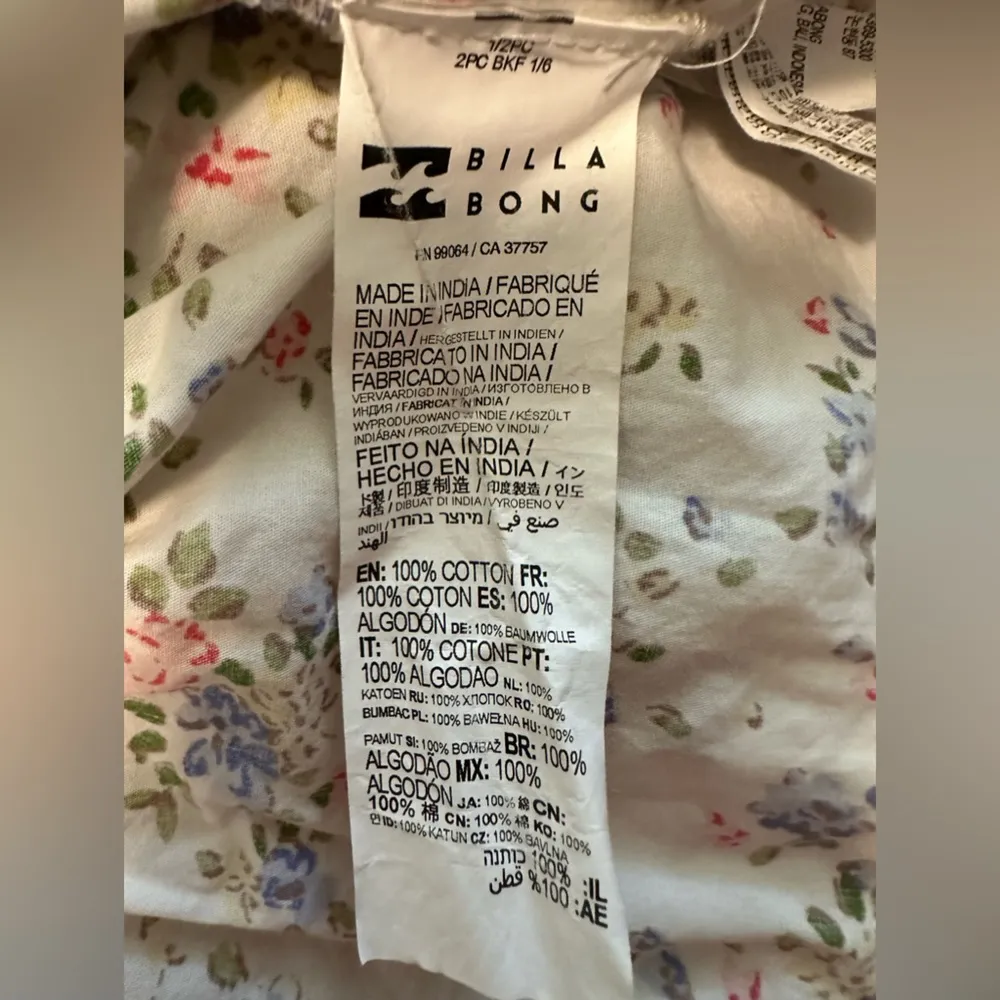 1/2PC
2PC BKF 1/6
BILLA
BONG
RN 99064 / CA 37757
MADE IN INDIA / FABRIQUÉ
EN INDE / FABRICADO EN
INDIA / HERGESTELLT IN INDIEN /
FABBRICATO IN INDIA /
FABRICADO NA INDIA /
VERVAARDIGD IN INDIA / ИЗГОТОВЛЕНО В
ИНДИЯ / FABRICAT IN INDIA /
WYPRODUKOWANO W INDIE / KÉSZÜLT
INDIÁBAN / PROIZVEDENO V INDIJI /
FEITO NA ÍNDIA /
HECHO EN INDIA / イン
ド製 / 印度制造 / 印度製造 / 인도
제품 / DIBUAT DI INDIA / VYROBENO V
INDII / מיוצר בהודו / صنع في
الهند
EN: 100% COTTON FR:
100% COTON ES: 100%
ALGODÓN DE: 100% BAUMWOLLE
IT: 100% COTONE PT:
100% ALGODAO NL: 100%
KATOEN RU: 100% ХЛОПОК RO: 100%
BUMBAC PL: 100% BAWEŁNA HU: 100%
PAMUT SI: 100% BOMBAŽ BR: 100%
ALGODÃO MX: 100%
ALGODÓN JA: 100% 綿 CN:
100% 棉 CN: 100% 棉 KO: 100%
면 ID: 100% KATUN CZ: 100% BAVLNA
IL: 100% כותנה
AE: 100% قطن
ABONG
G, BALI, INDONESIA